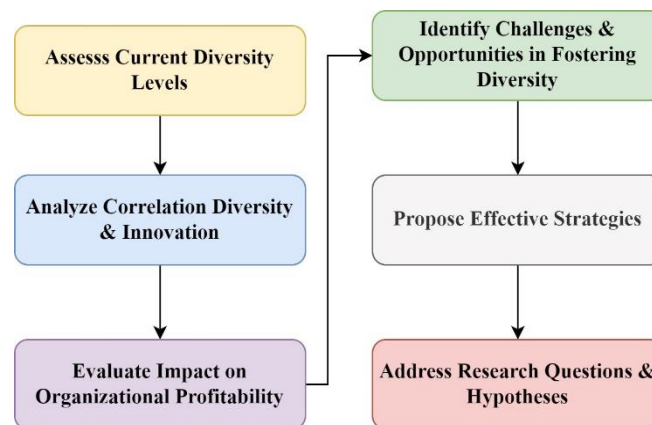 Assesss Current Diversity
Levels
Analyze Correlation Diversity
& Innovation
Evaluate Impact on
Organizational Profitability
Identify Challenges &
Opportunities in Fostering
Diversity
Propose Effective Strategies
Address Research Questions &
Hypotheses